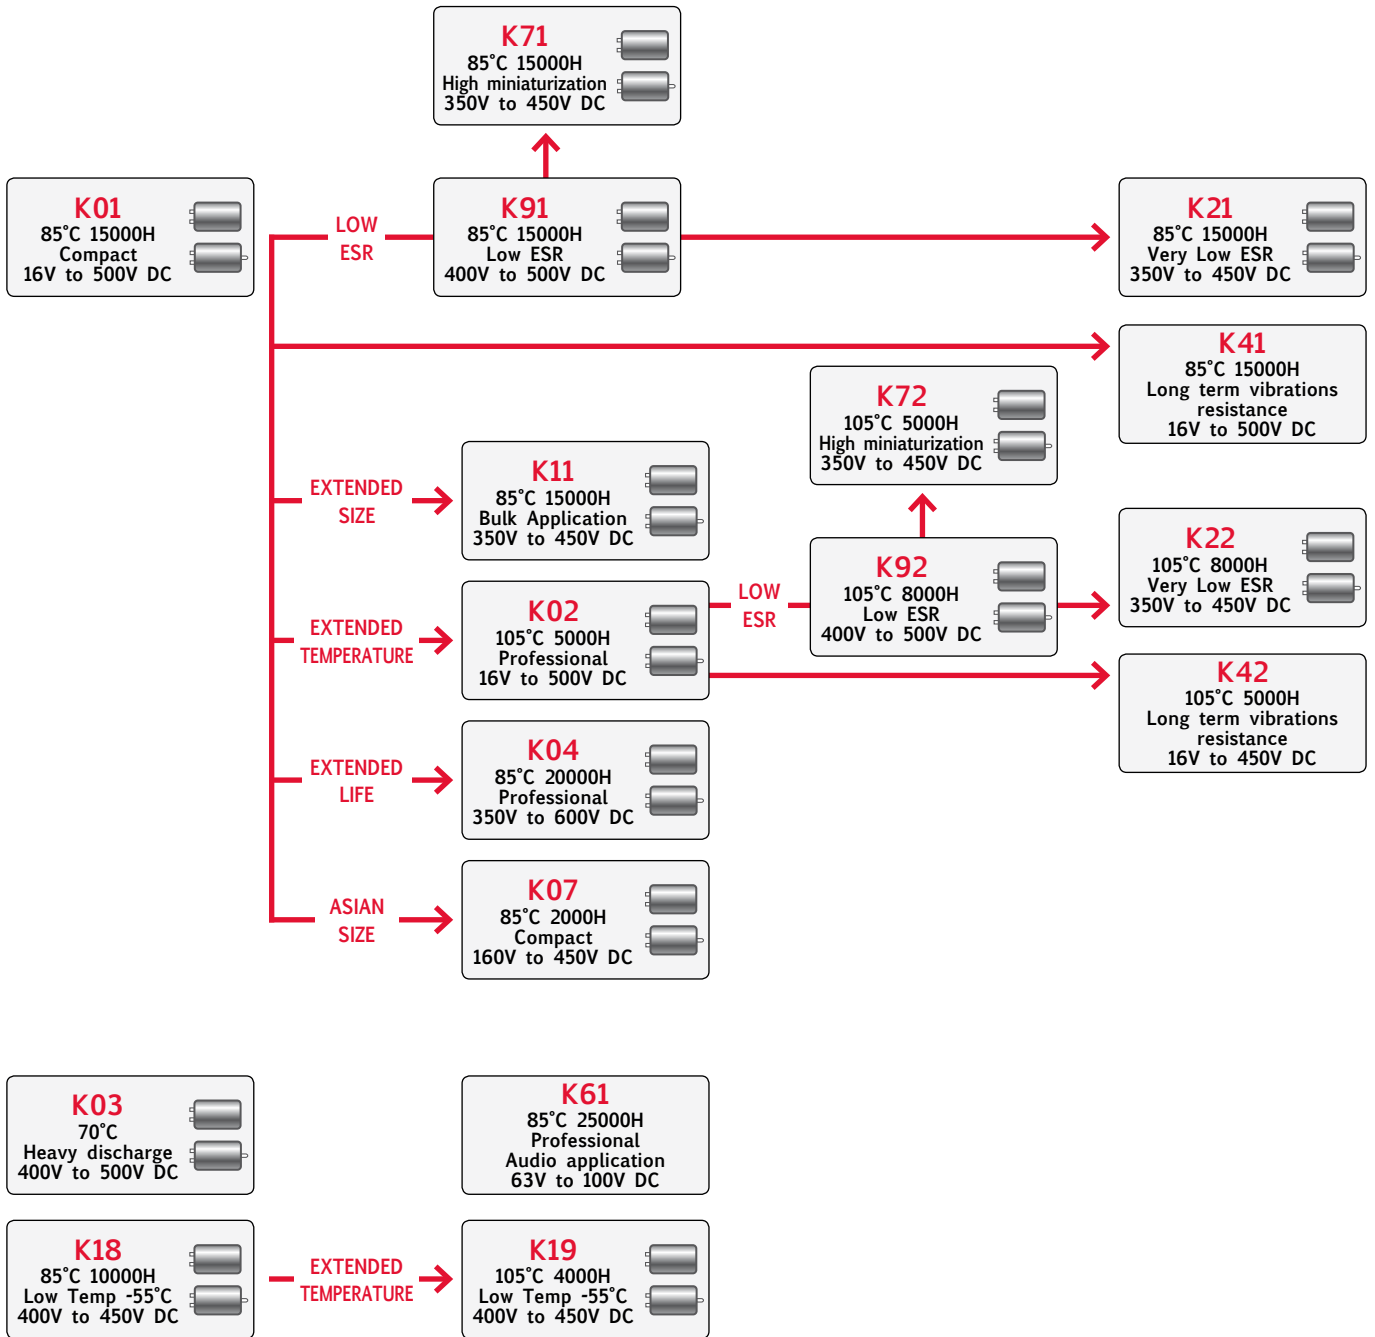 K71
85°C 15000H
High miniaturization
350V to 450V DC
K01
85°C 15000H
Compact
16V to 500V DC
LOW
ESR
K91
85°C 15000H
Low ESR
400V to 500V DC
K21
85°C 15000H
Very Low ESR
350V to 450V DC
K41
85°C 15000H
Long term vibrations
resistance
16V to 500V DC
K72
105°C 5000H
High miniaturization
350V to 450V DC
EXTENDED
SIZE
K11
85°C 15000H
Bulk Application
350V to 450V DC
EXTENDED
TEMPERATURE
K02
105°C 5000H
Professional
16V to 500V DC
LOW
ESR
K92
105°C 8000H
Low ESR
400V to 500V DC
K22
105°C 8000H
Very Low ESR
350V to 450V DC
K42
105°C 5000H
Long term vibrations
resistance
16V to 450V DC
EXTENDED
LIFE
K04
85°C 20000H
Professional
350V to 600V DC
ASIAN
SIZE
K07
85°C 2000H
Compact
160V to 450V DC
K03
70°C
Heavy discharge
400V to 500V DC
K61
85°C 25000H
Professional
Audio application
63V to 100V DC
K18
85°C 10000H
Low Temp -55°C
400V to 450V DC
EXTENDED
TEMPERATURE
K19
105°C 4000H
Low Temp -55°C
400V to 450V DC